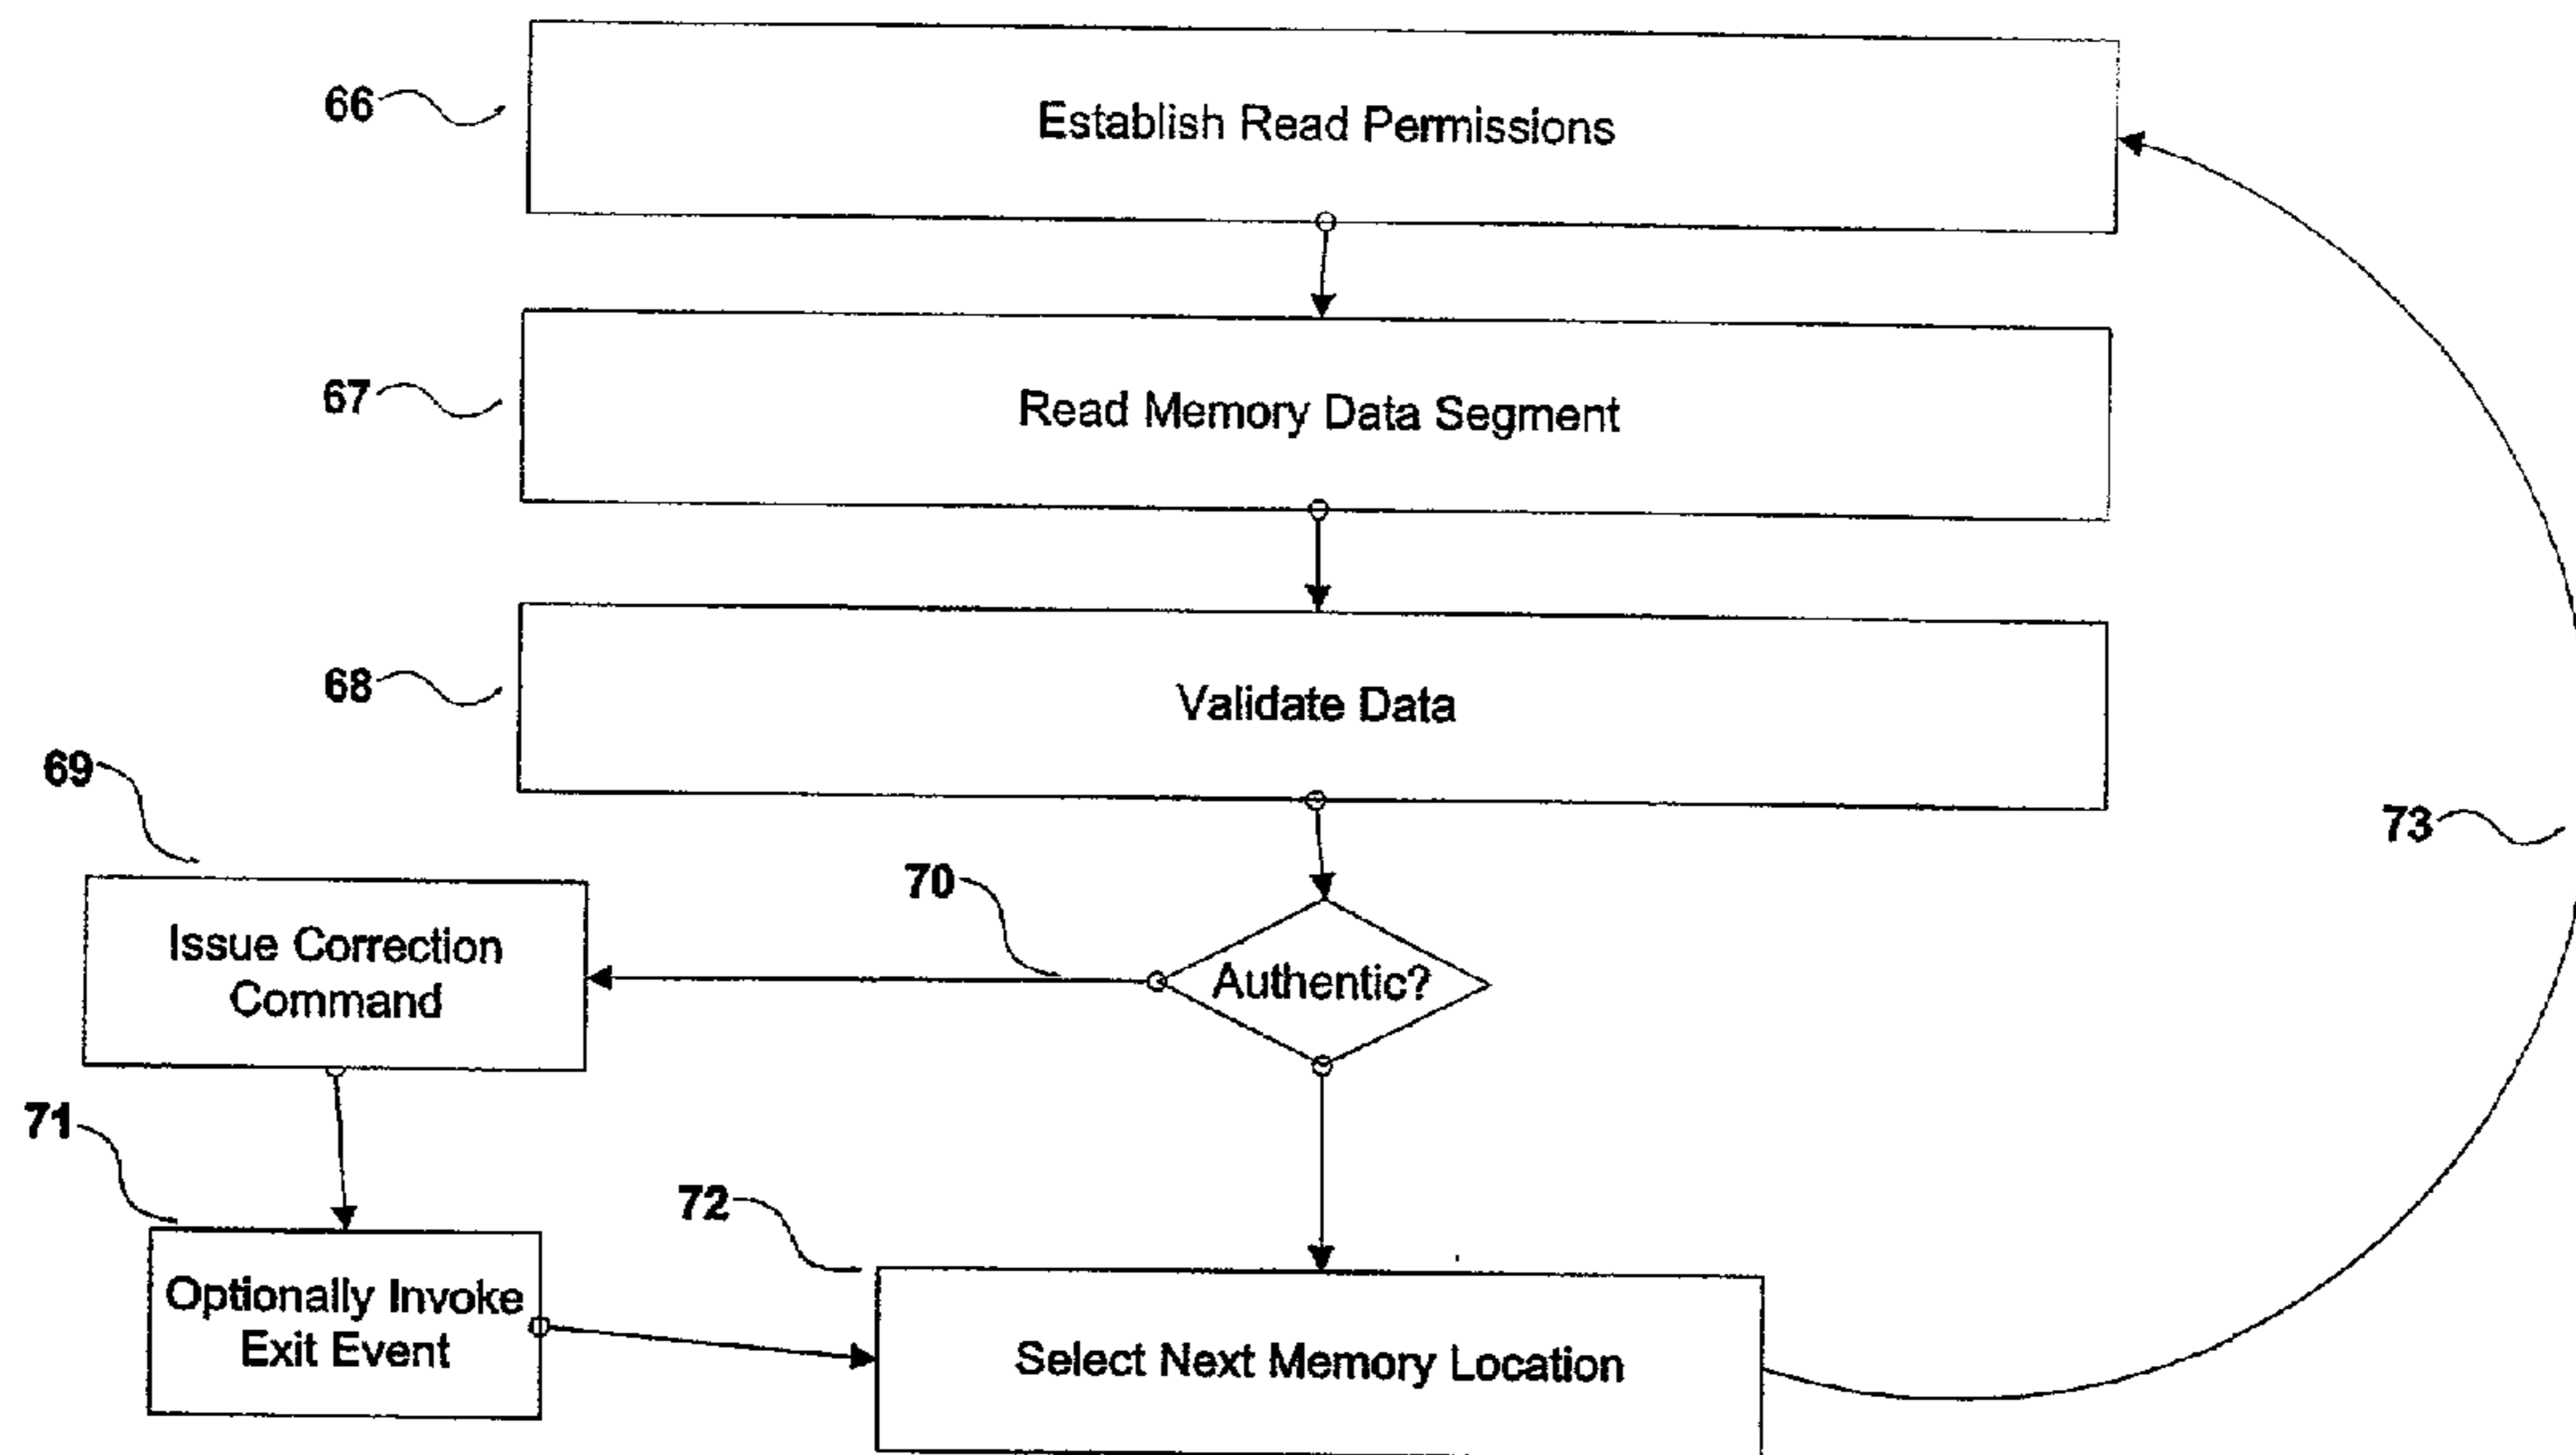 66
Establish Read Permissions
67
Read Memory Data Segment
68
Validate Data
69
70
73
Issue Correction
Command
Authentic?
71
72
Optionally Invoke
Exit Event
Select Next Memory Location